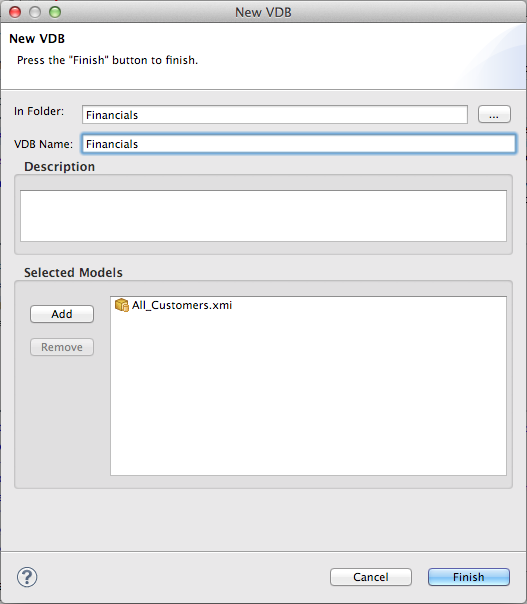 New VDB
New VDB
Press the "Finish" button to finish.
In Folder: Financials ...
VDB Name: Financials
Description
Selected Models
Add
All_Customers.xmi
Remove
?
Cancel
Finish